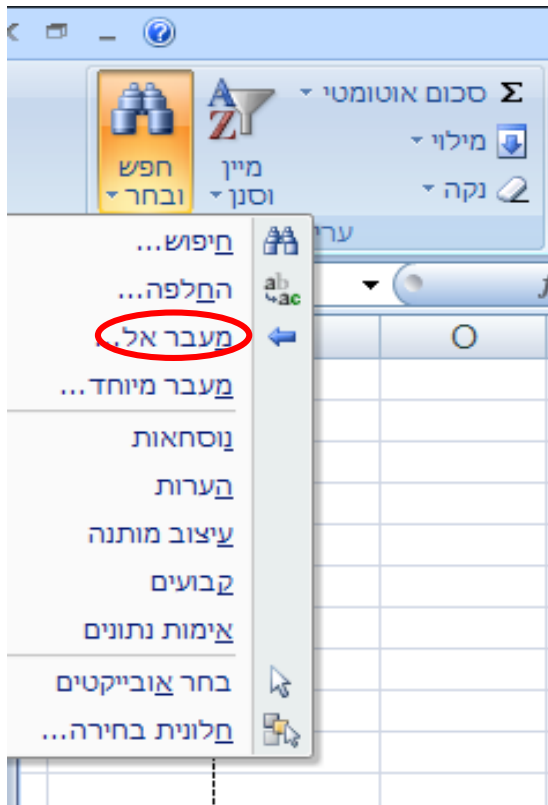 סכום אוטומטי
מילוי
נקה
מיין
וסנן
חפש
ובחר
ערי
חיפוש...
החלפה...
מעבר אל...
מעבר מיוחד...
נוסחאות
הערות
עיצוב מותנה
קבועים
אימות נתונים
בחר אובייקטים
חלונית בחירה...
O